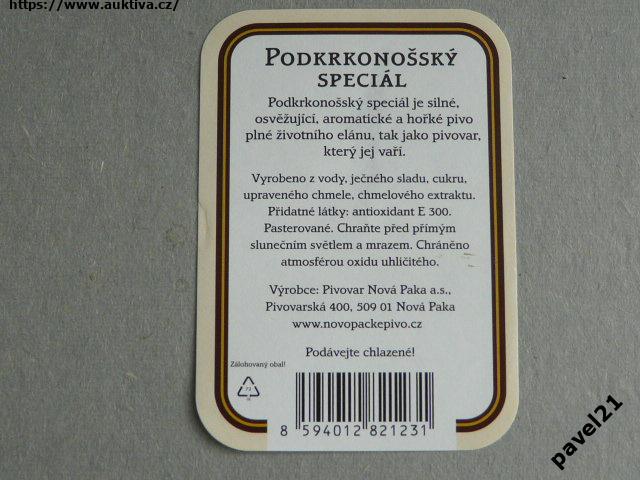 https://www.auktiva.cz/
PODKRKONOŠSKÝ
SPECIÁL
Podkrkonošský speciál je silné,
osvěžující, aromatické a hořké pivo
plné životního elánu, tak jako pivovar,
který jej vaří.
Vyrobeno z vody, ječného sladu, cukru,
upraveného chmele, chmelového extraktu.
Přidatné látky: antioxidant E 300.
Pasterované. Chraňte před přímým
slunečním světlem a mrazem. Chráněno
atmosférou oxidu uhličitého.
Výrobce: Pivovar Nová Paka a.s.,
Pivovarská 400, 509 01 Nová Paka
www.novopackepivo.cz
Podávejte chlazené!
Zálohovaný obal!
8 594012 821231
pavel21